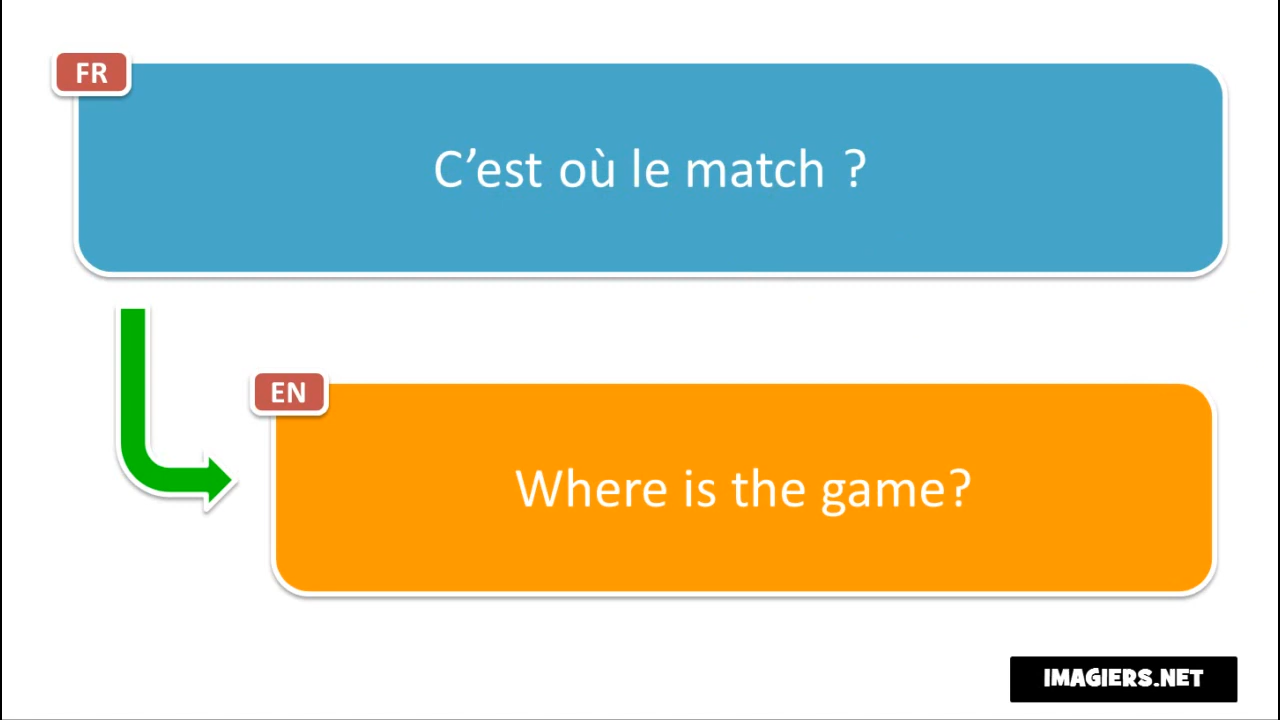 FR
C’est où le match ?
EN
Where is the game?
IMAGIERS.NET